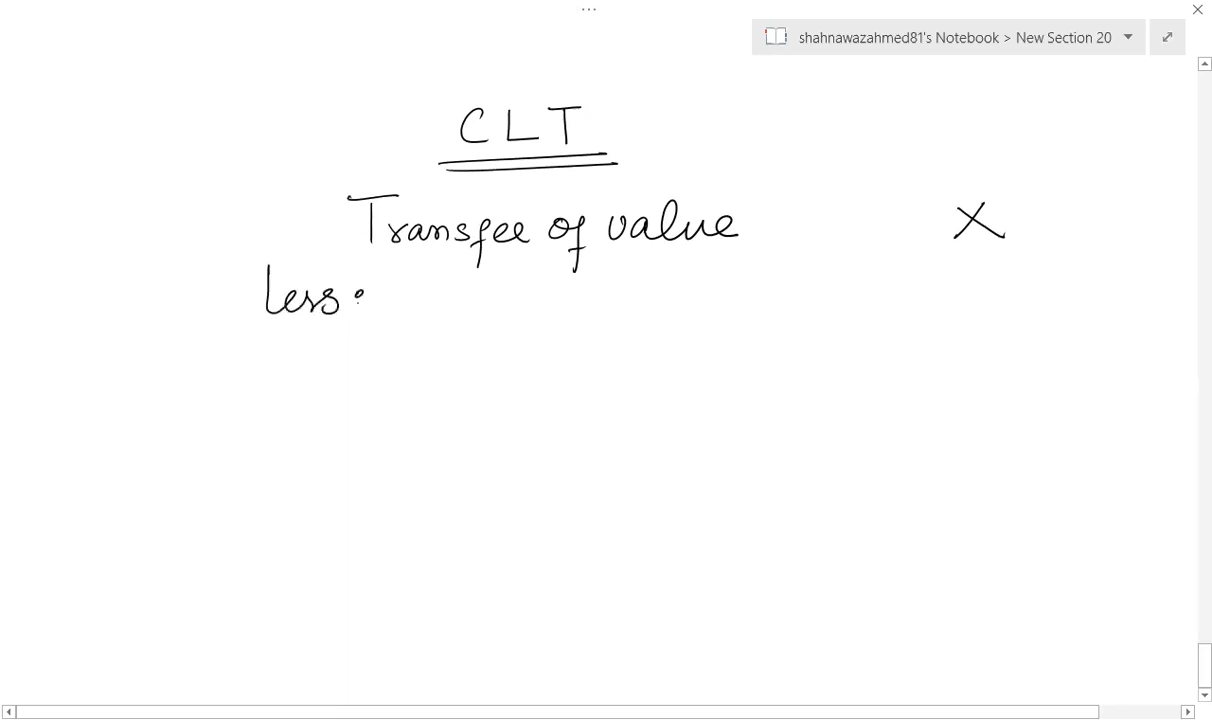 ...
shahnawazahmed81's Notebook > New Section 20
CLT
Transfer of value X
less: